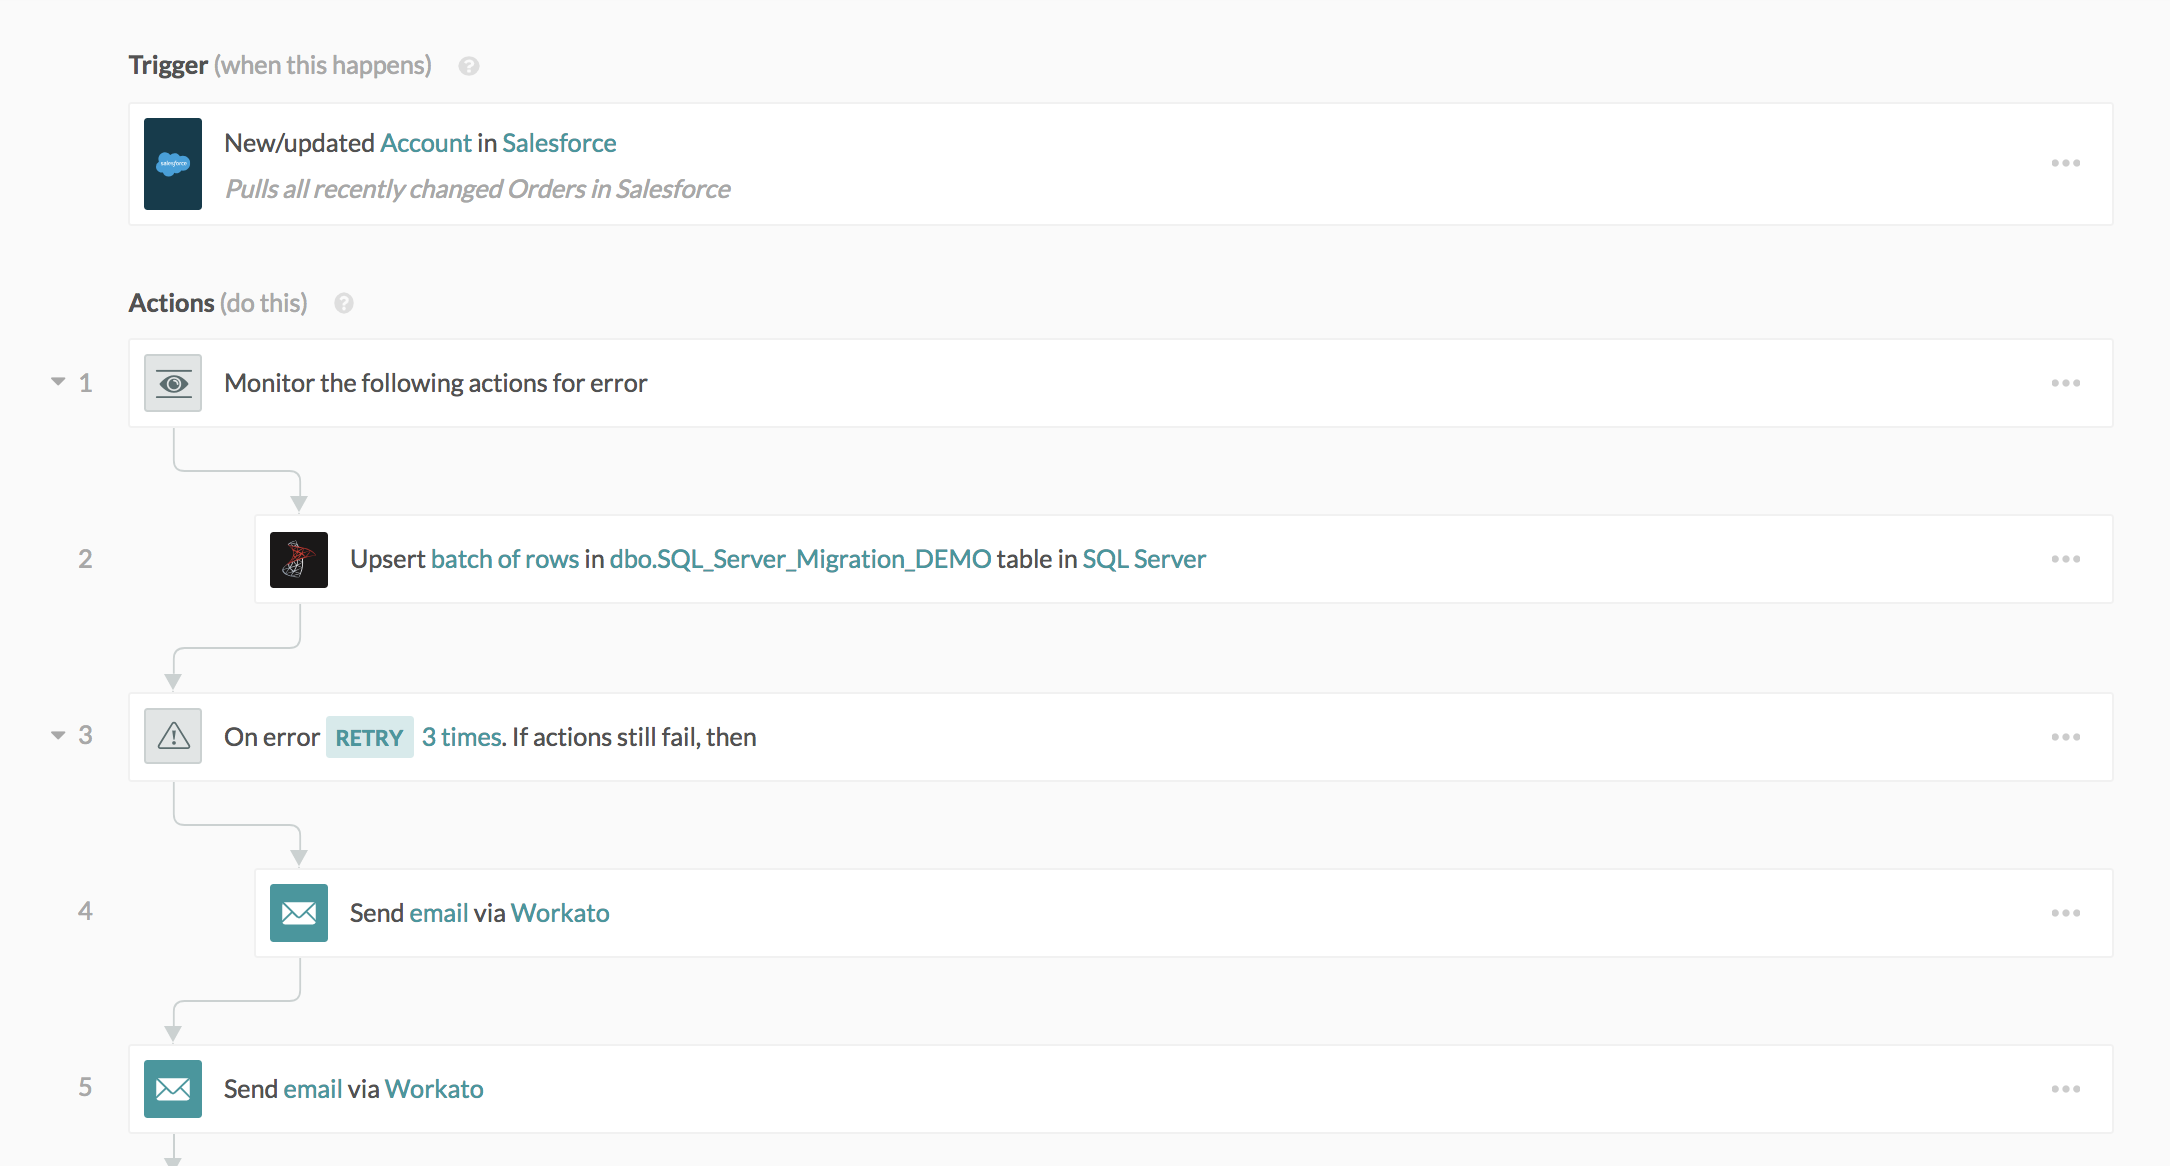 Trigger (when this happens) ?
salesforce
New/updated Account in Salesforce
Pulls all recently changed Orders in Salesforce
Actions (do this) ?
1 Monitor the following actions for error
2 Upsert batch of rows in dbo.SQL_Server_Migration_DEMO table in SQL Server
3 On error RETRY 3 times. If actions still fail, then
4 Send email via Workato
5 Send email via Workato